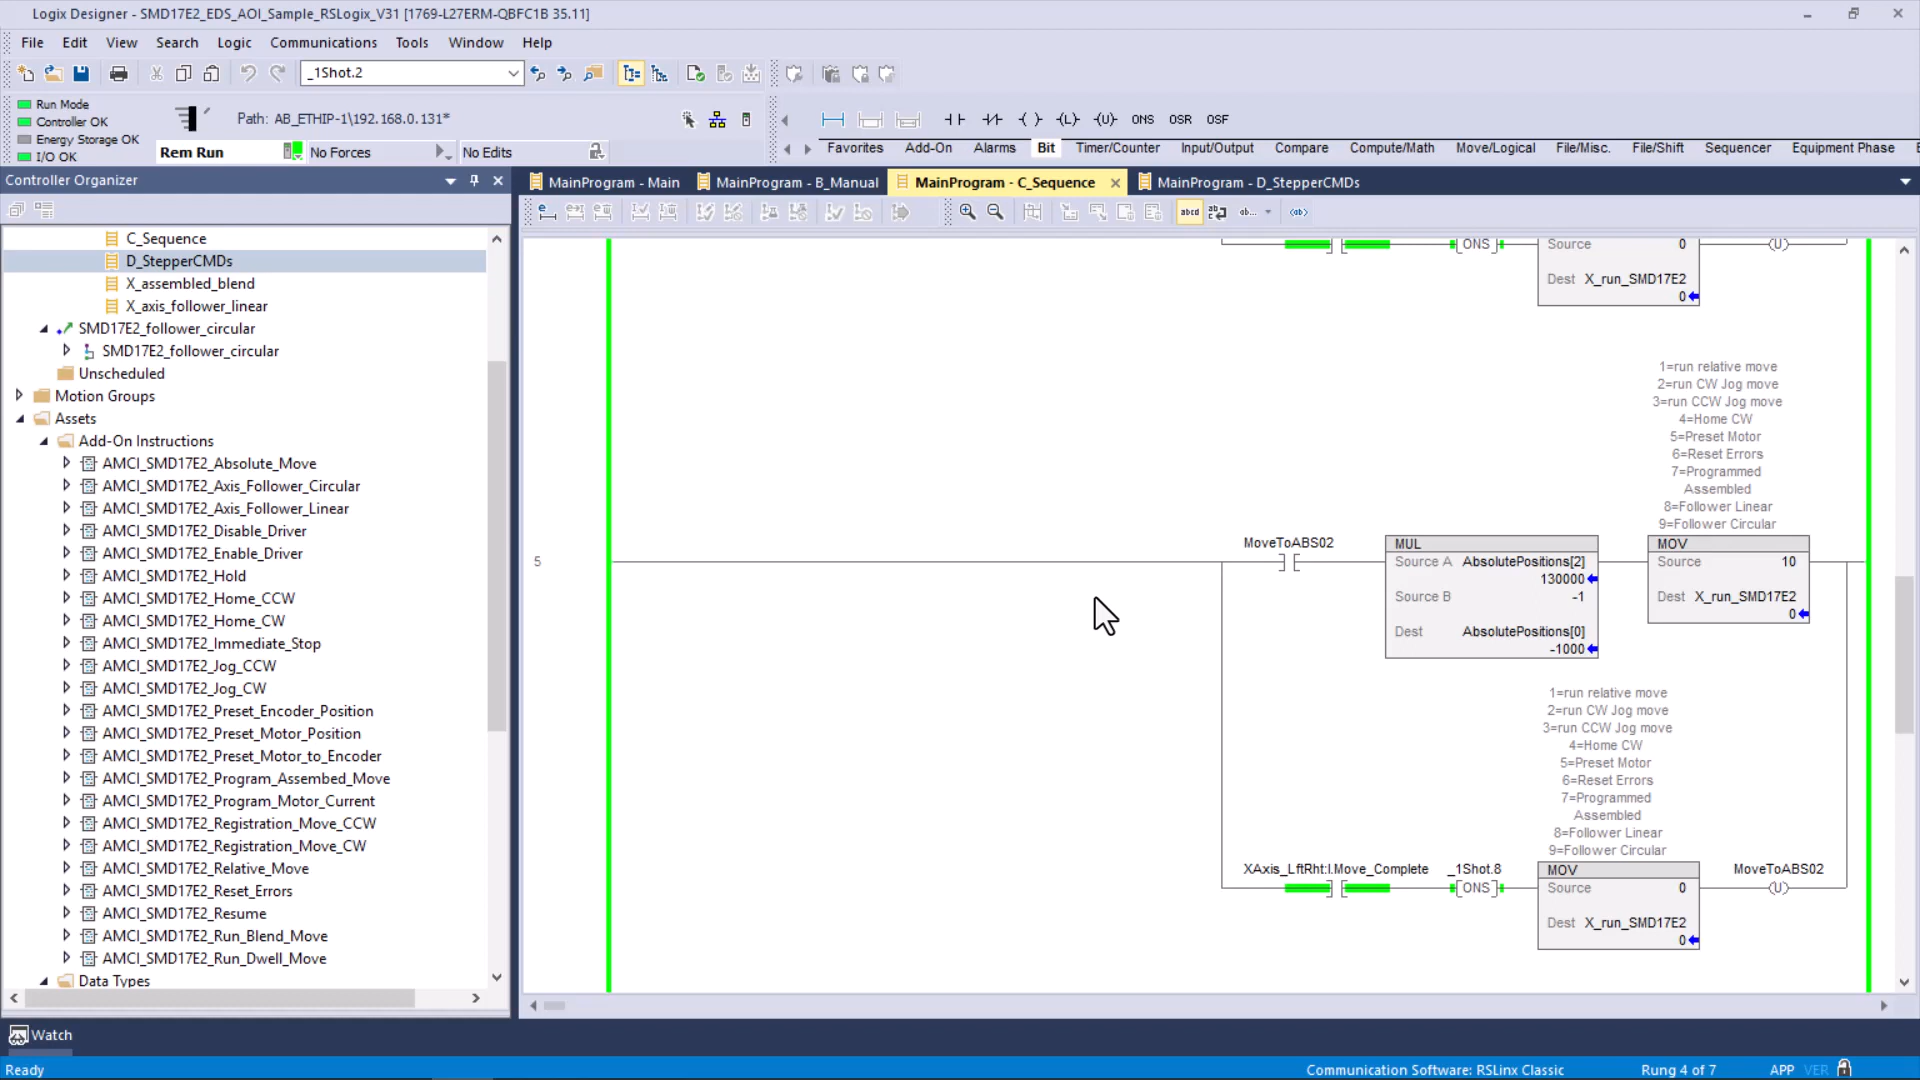 Logix Designer - SMD17E2_EDS_AOI_Sample_RSLogix_V31 [1769-L27ERM-QBFC1B 35.11]
File Edit View Search Logic Communications Tools Window Help
_1Shot.2
Run Mode
Controller OK
Energy Storage OK
I/O OK
Path: AB_ETHIP-1\192.168.0.131*
Rem Run No Forces No Edits
ONS OSR OSF
Favorites Add-On Alarms Bit Timer/Counter Input/Output Compare Compute/Math Move/Logical File/Misc. File/Shift Sequencer Equipment Phase
Controller Organizer
MainProgram - Main MainProgram - B_Manual MainProgram - C_Sequence MainProgram - D_StepperCMDs
C_Sequence
D_StepperCMDs
X_assembled_blend
X_axis_follower_linear
SMD17E2_follower_circular
SMD17E2_follower_circular
Unscheduled
Motion Groups
Assets
Add-On Instructions
AMCI_SMD17E2_Absolute_Move
AMCI_SMD17E2_Axis_Follower_Circular
AMCI_SMD17E2_Axis_Follower_Linear
AMCI_SMD17E2_Disable_Driver
AMCI_SMD17E2_Enable_Driver
AMCI_SMD17E2_Hold
AMCI_SMD17E2_Home_CCW
AMCI_SMD17E2_Home_CW
AMCI_SMD17E2_Immediate_Stop
AMCI_SMD17E2_Jog_CCW
AMCI_SMD17E2_Jog_CW
AMCI_SMD17E2_Preset_Encoder_Position
AMCI_SMD17E2_Preset_Motor_Position
AMCI_SMD17E2_Preset_Motor_to_Encoder
AMCI_SMD17E2_Program_Assembed_Move
AMCI_SMD17E2_Program_Motor_Current
AMCI_SMD17E2_Registration_Move_CCW
AMCI_SMD17E2_Registration_Move_CW
AMCI_SMD17E2_Relative_Move
AMCI_SMD17E2_Reset_Errors
AMCI_SMD17E2_Resume
AMCI_SMD17E2_Run_Blend_Move
AMCI_SMD17E2_Run_Dwell_Move
Data Types
abcd ab...
ONS Source 0 U
Dest X_run_SMD17E2
0
1=run relative move
2=run CW Jog move
3=run CCW Jog move
4=Home CW
5=Preset Motor
6=Reset Errors
7=Programmed
Assembled
8=Follower Linear
9=Follower Circular
5
MoveToABS02
MUL
Source A AbsolutePositions[2]
130000
Source B -1
Dest AbsolutePositions[0]
-1000
MOV
Source 10
Dest X_run_SMD17E2
0
1=run relative move
2=run CW Jog move
3=run CCW Jog move
4=Home CW
5=Preset Motor
6=Reset Errors
7=Programmed
Assembled
8=Follower Linear
9=Follower Circular
XAxis_LftRht:I.Move_Complete _1Shot.8
ONS
MOV
Source 0
Dest X_run_SMD17E2
0
MoveToABS02
U
Watch
Ready Communication Software: RSLinx Classic Rung 4 of 7 APP VER